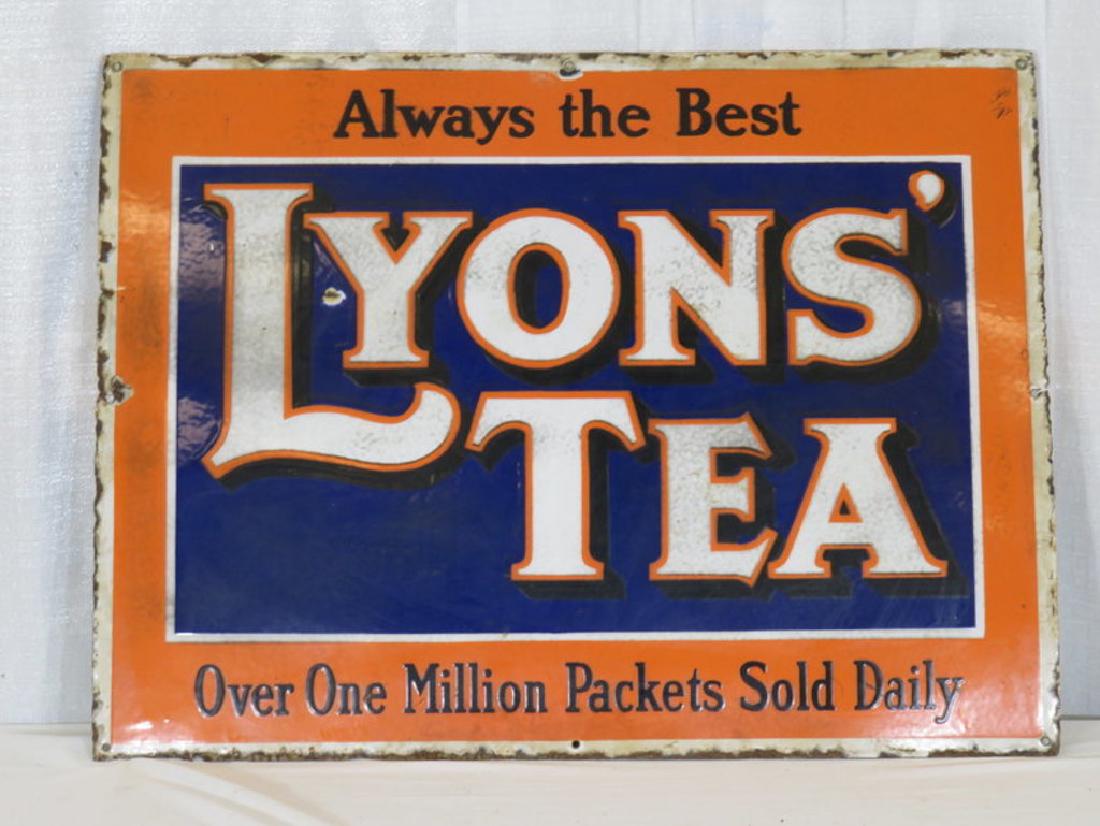 Always the Best
LYONS'
TEA
Over One Million Packets Sold Daily